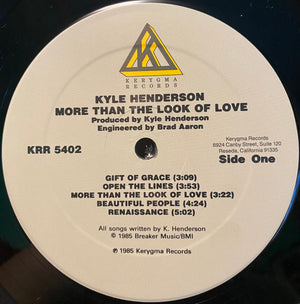 KERYGMA
RECORDS
KYLE HENDERSON
MORE THAN THE LOOK OF LOVE
Produced by Kyle Henderson
Engineered by Brad Aaron
KRR 5402
Kerygma Records
6924 Canby Street, Suite 120
Reseda, California 91335
Side One
GIFT OF GRACE (3:09)
OPEN THE LINES (3:53)
MORE THAN THE LOOK OF LOVE (3:22)
BEAUTIFUL PEOPLE (4:24)
RENAISSANCE (5:02)
All songs written by K. Henderson
© 1985 Breaker Music/BMI
℗ 1985 Kerygma Records